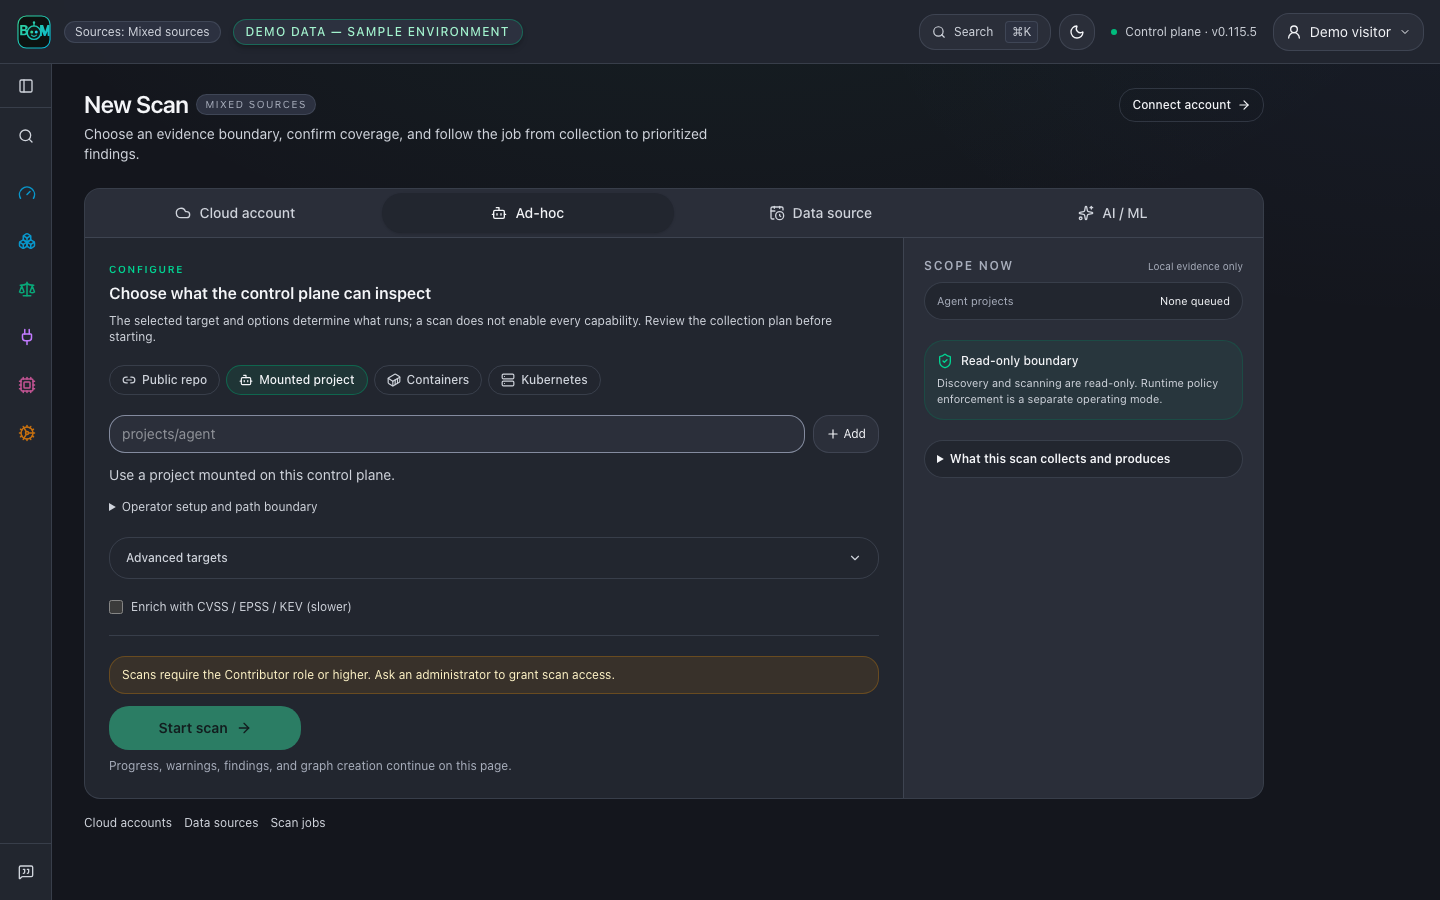 BOM
Sources: Mixed sources
DEMO DATA — SAMPLE ENVIRONMENT
Search ⌘K
Control plane · v0.115.5
Demo visitor
New Scan
MIXED SOURCES
Connect account →
Choose an evidence boundary, confirm coverage, and follow the job from collection to prioritized
findings.
Cloud account
Ad-hoc
Data source
AI / ML
CONFIGURE
Choose what the control plane can inspect
The selected target and options determine what runs; a scan does not enable every capability. Review the collection plan before
starting.
Public repo
Mounted project
Containers
Kubernetes
projects/agent
+ Add
Use a project mounted on this control plane.
Operator setup and path boundary
Advanced targets
Enrich with CVSS / EPSS / KEV (slower)
Scans require the Contributor role or higher. Ask an administrator to grant scan access.
Start scan →
Progress, warnings, findings, and graph creation continue on this page.
SCOPE NOW
Local evidence only
Agent projects
None queued
Read-only boundary
Discovery and scanning are read-only. Runtime policy
enforcement is a separate operating mode.
What this scan collects and produces
Cloud accounts
Data sources
Scan jobs